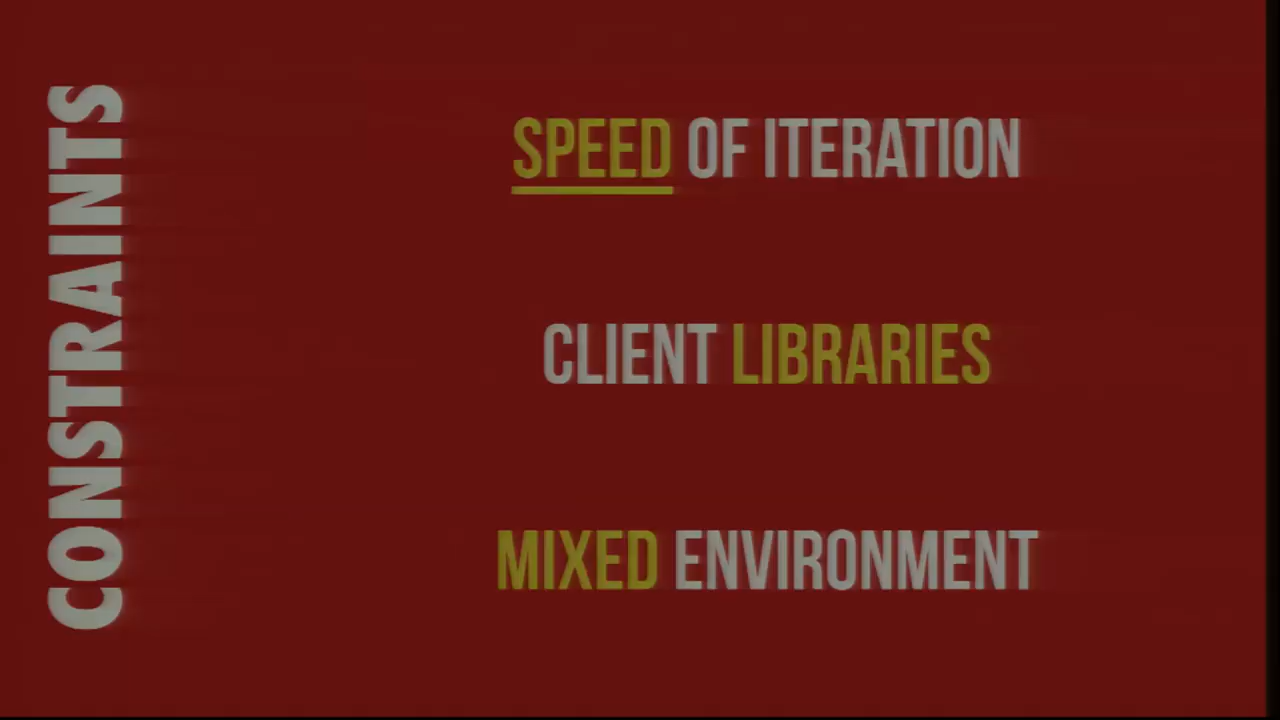 CONSTRAINTS
SPEED OF ITERATION
CLIENT LIBRARIES
MIXED ENVIRONMENT